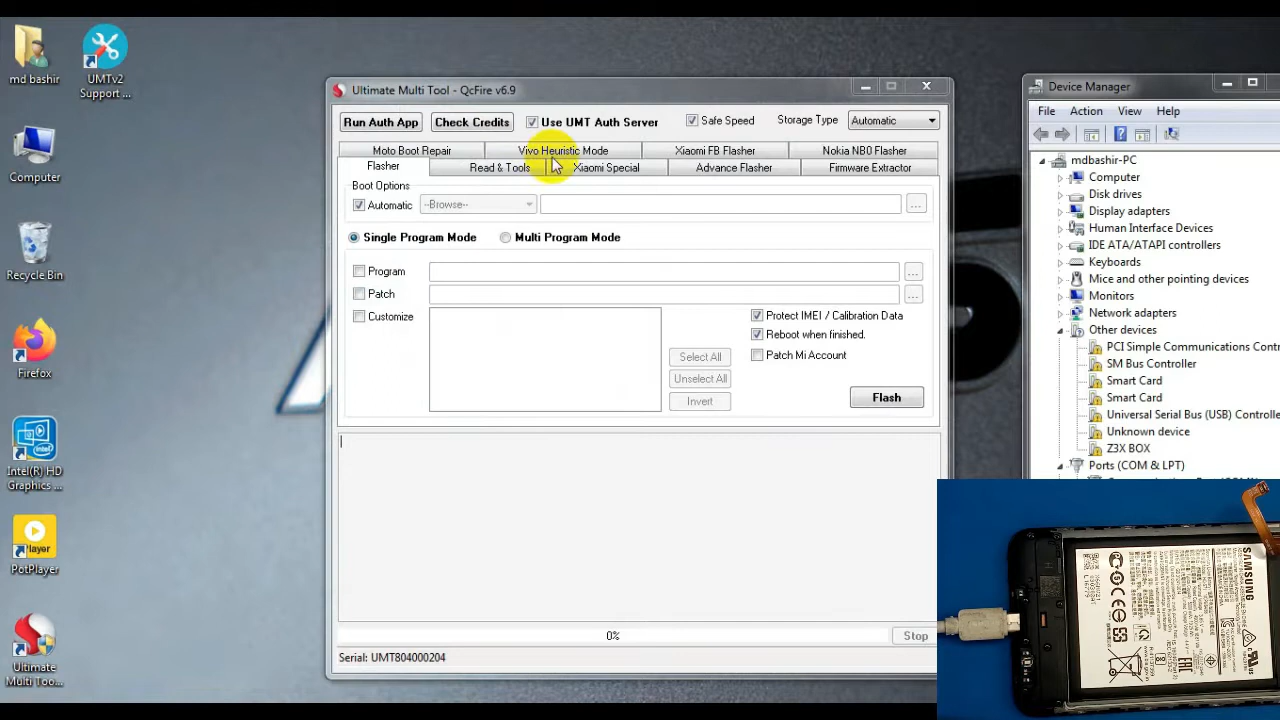 md bashir
UMTv2
Support ...
Computer
Recycle Bin
Firefox
Intel(R) HD
Graphics ...
Player
PotPlayer
Ultimate
Multi Too...
Ultimate Multi Tool - QcFire v6.9
Run Auth App
Check Credits
Use UMT Auth Server
Safe Speed
Storage Type
Automatic
Moto Boot Repair
Vivo Heuristic Mode
Xiaomi FB Flasher
Nokia NB0 Flasher
Flasher
Read & Tools
Xiaomi Special
Advance Flasher
Firmware Extractor
Boot Options
Automatic
--Browse--
...
Single Program Mode
Multi Program Mode
Program
...
Patch
...
Customize
Protect IMEI / Calibration Data
Reboot when finished.
Patch Mi Account
Select All
Unselect All
Invert
Flash
0%
Stop
Serial: UMT804000204
Device Manager
File
Action
View
Help
mdbashir-PC
Computer
Disk drives
Display adapters
Human Interface Devices
IDE ATA/ATAPI controllers
Keyboards
Mice and other pointing devices
Monitors
Network adapters
Other devices
PCI Simple Communications Contr
SM Bus Controller
Smart Card
Smart Card
Universal Serial Bus (USB) Controlle
Unknown device
Z3X BOX
Ports (COM & LPT)
SAMSUNG